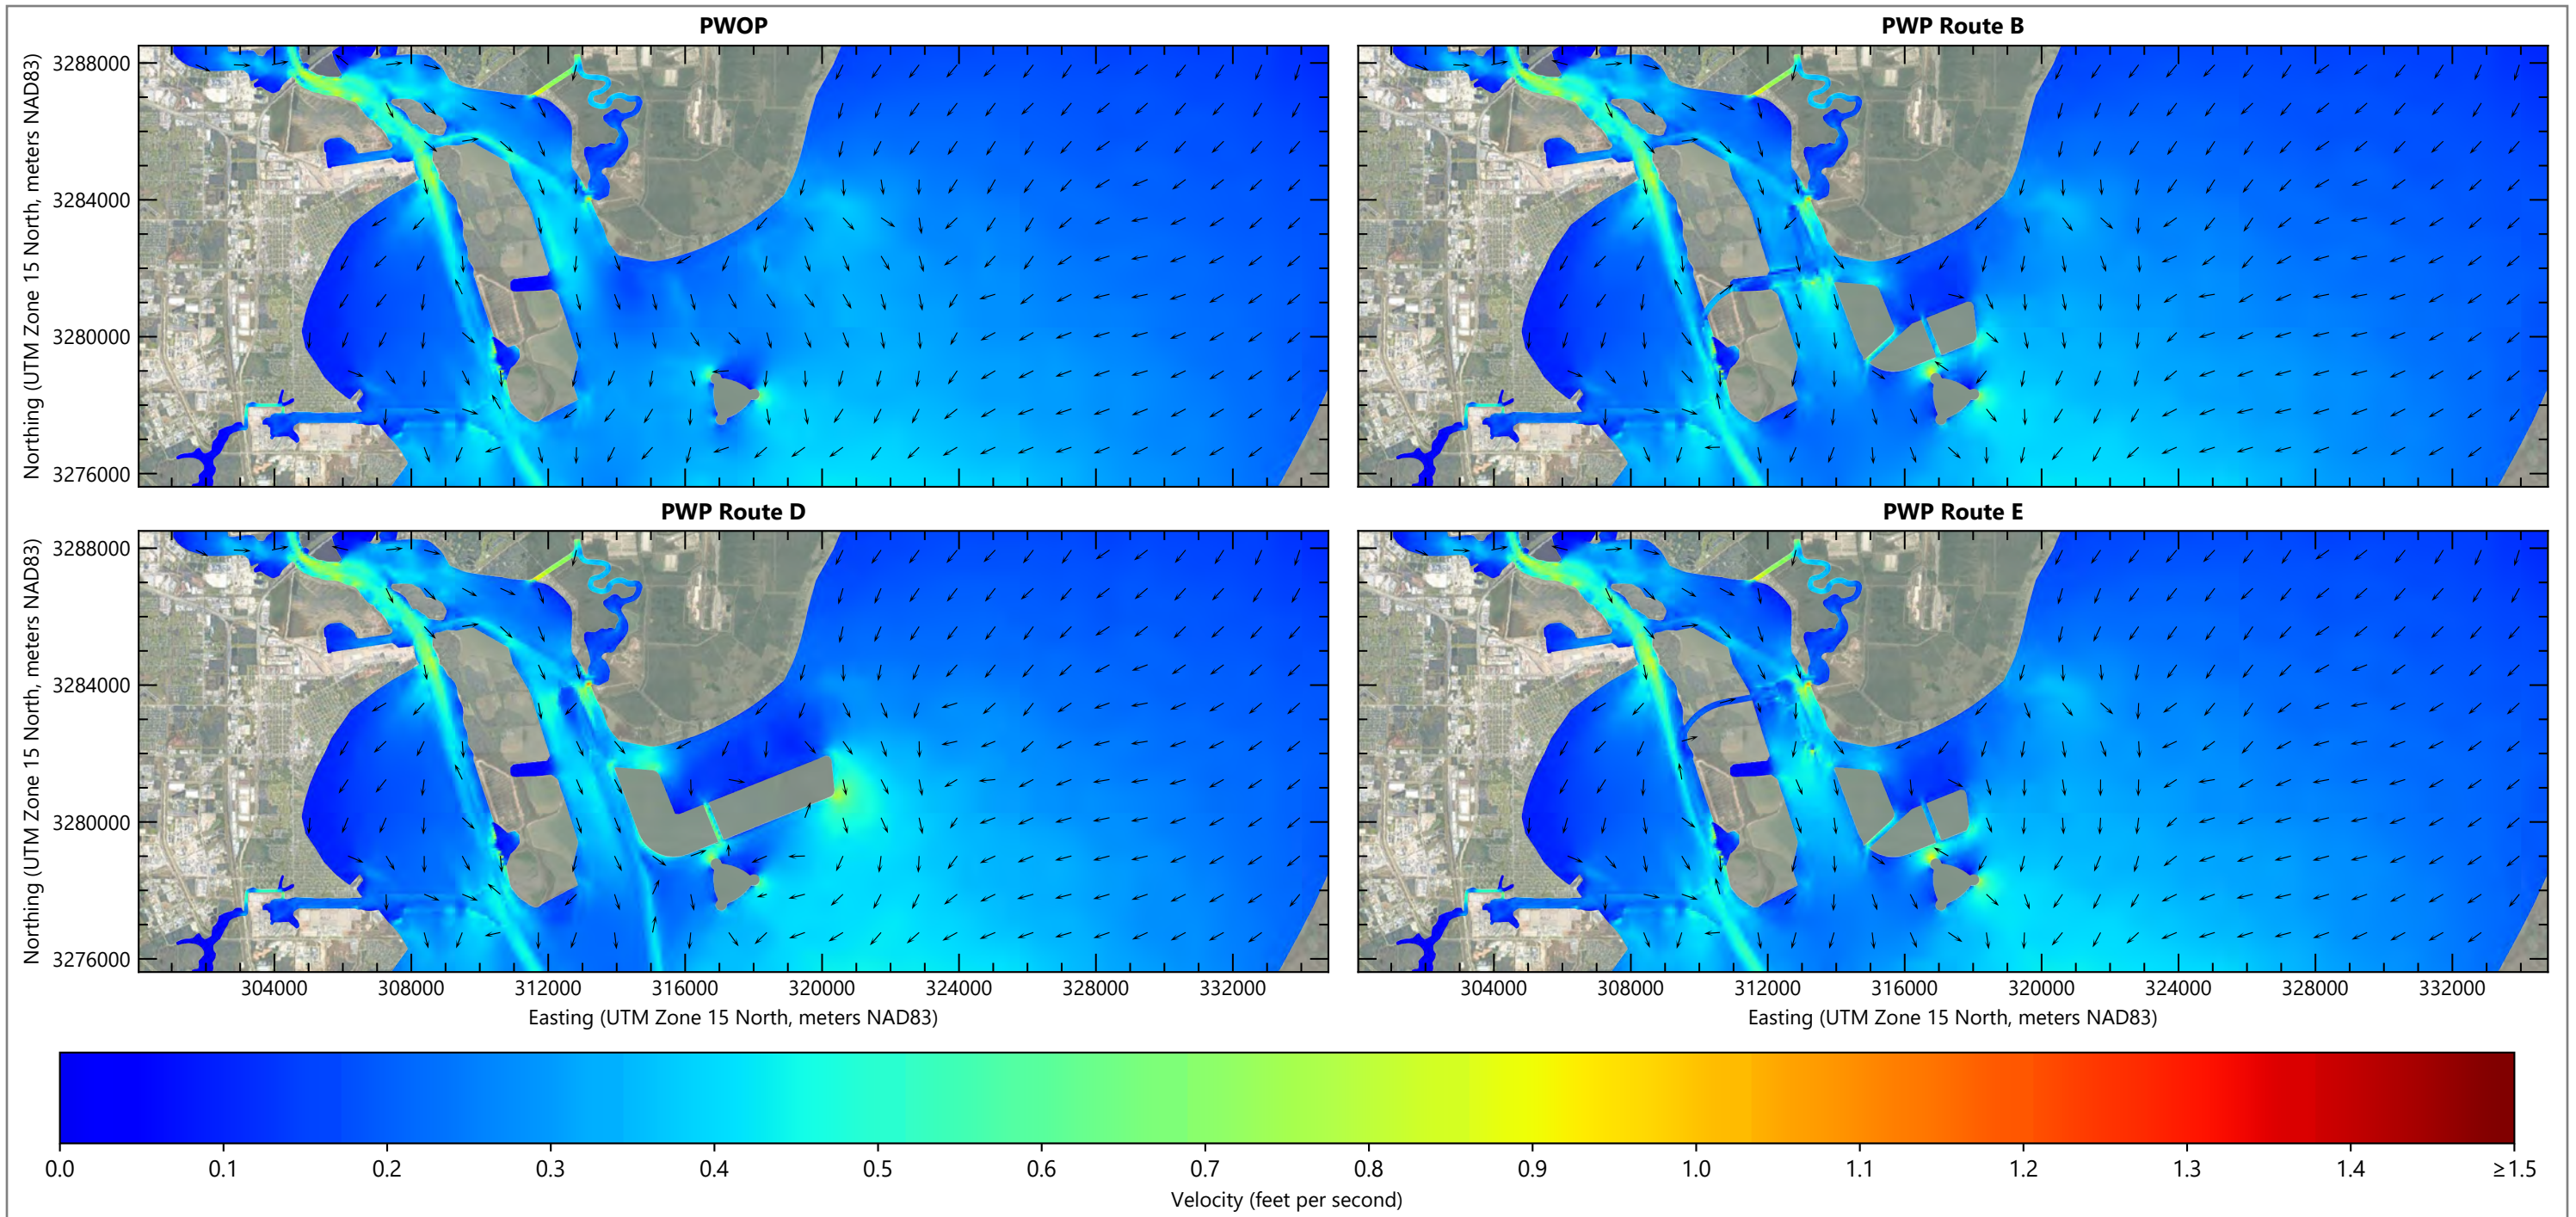 PWOP
PWP Route B
Northing (UTM Zone 15 North, meters NAD83)
3288000
3284000
3280000
3276000
PWP Route D
PWP Route E
Northing (UTM Zone 15 North, meters NAD83)
3288000
3284000
3280000
3276000
304000 308000 312000 316000 320000 324000 328000 332000
304000 308000 312000 316000 320000 324000 328000 332000
Easting (UTM Zone 15 North, meters NAD83)
Easting (UTM Zone 15 North, meters NAD83)
0.0 0.1 0.2 0.3 0.4 0.5 0.6 0.7 0.8 0.9 1.0 1.1 1.2 1.3 1.4 ≥1.5
Velocity (feet per second)